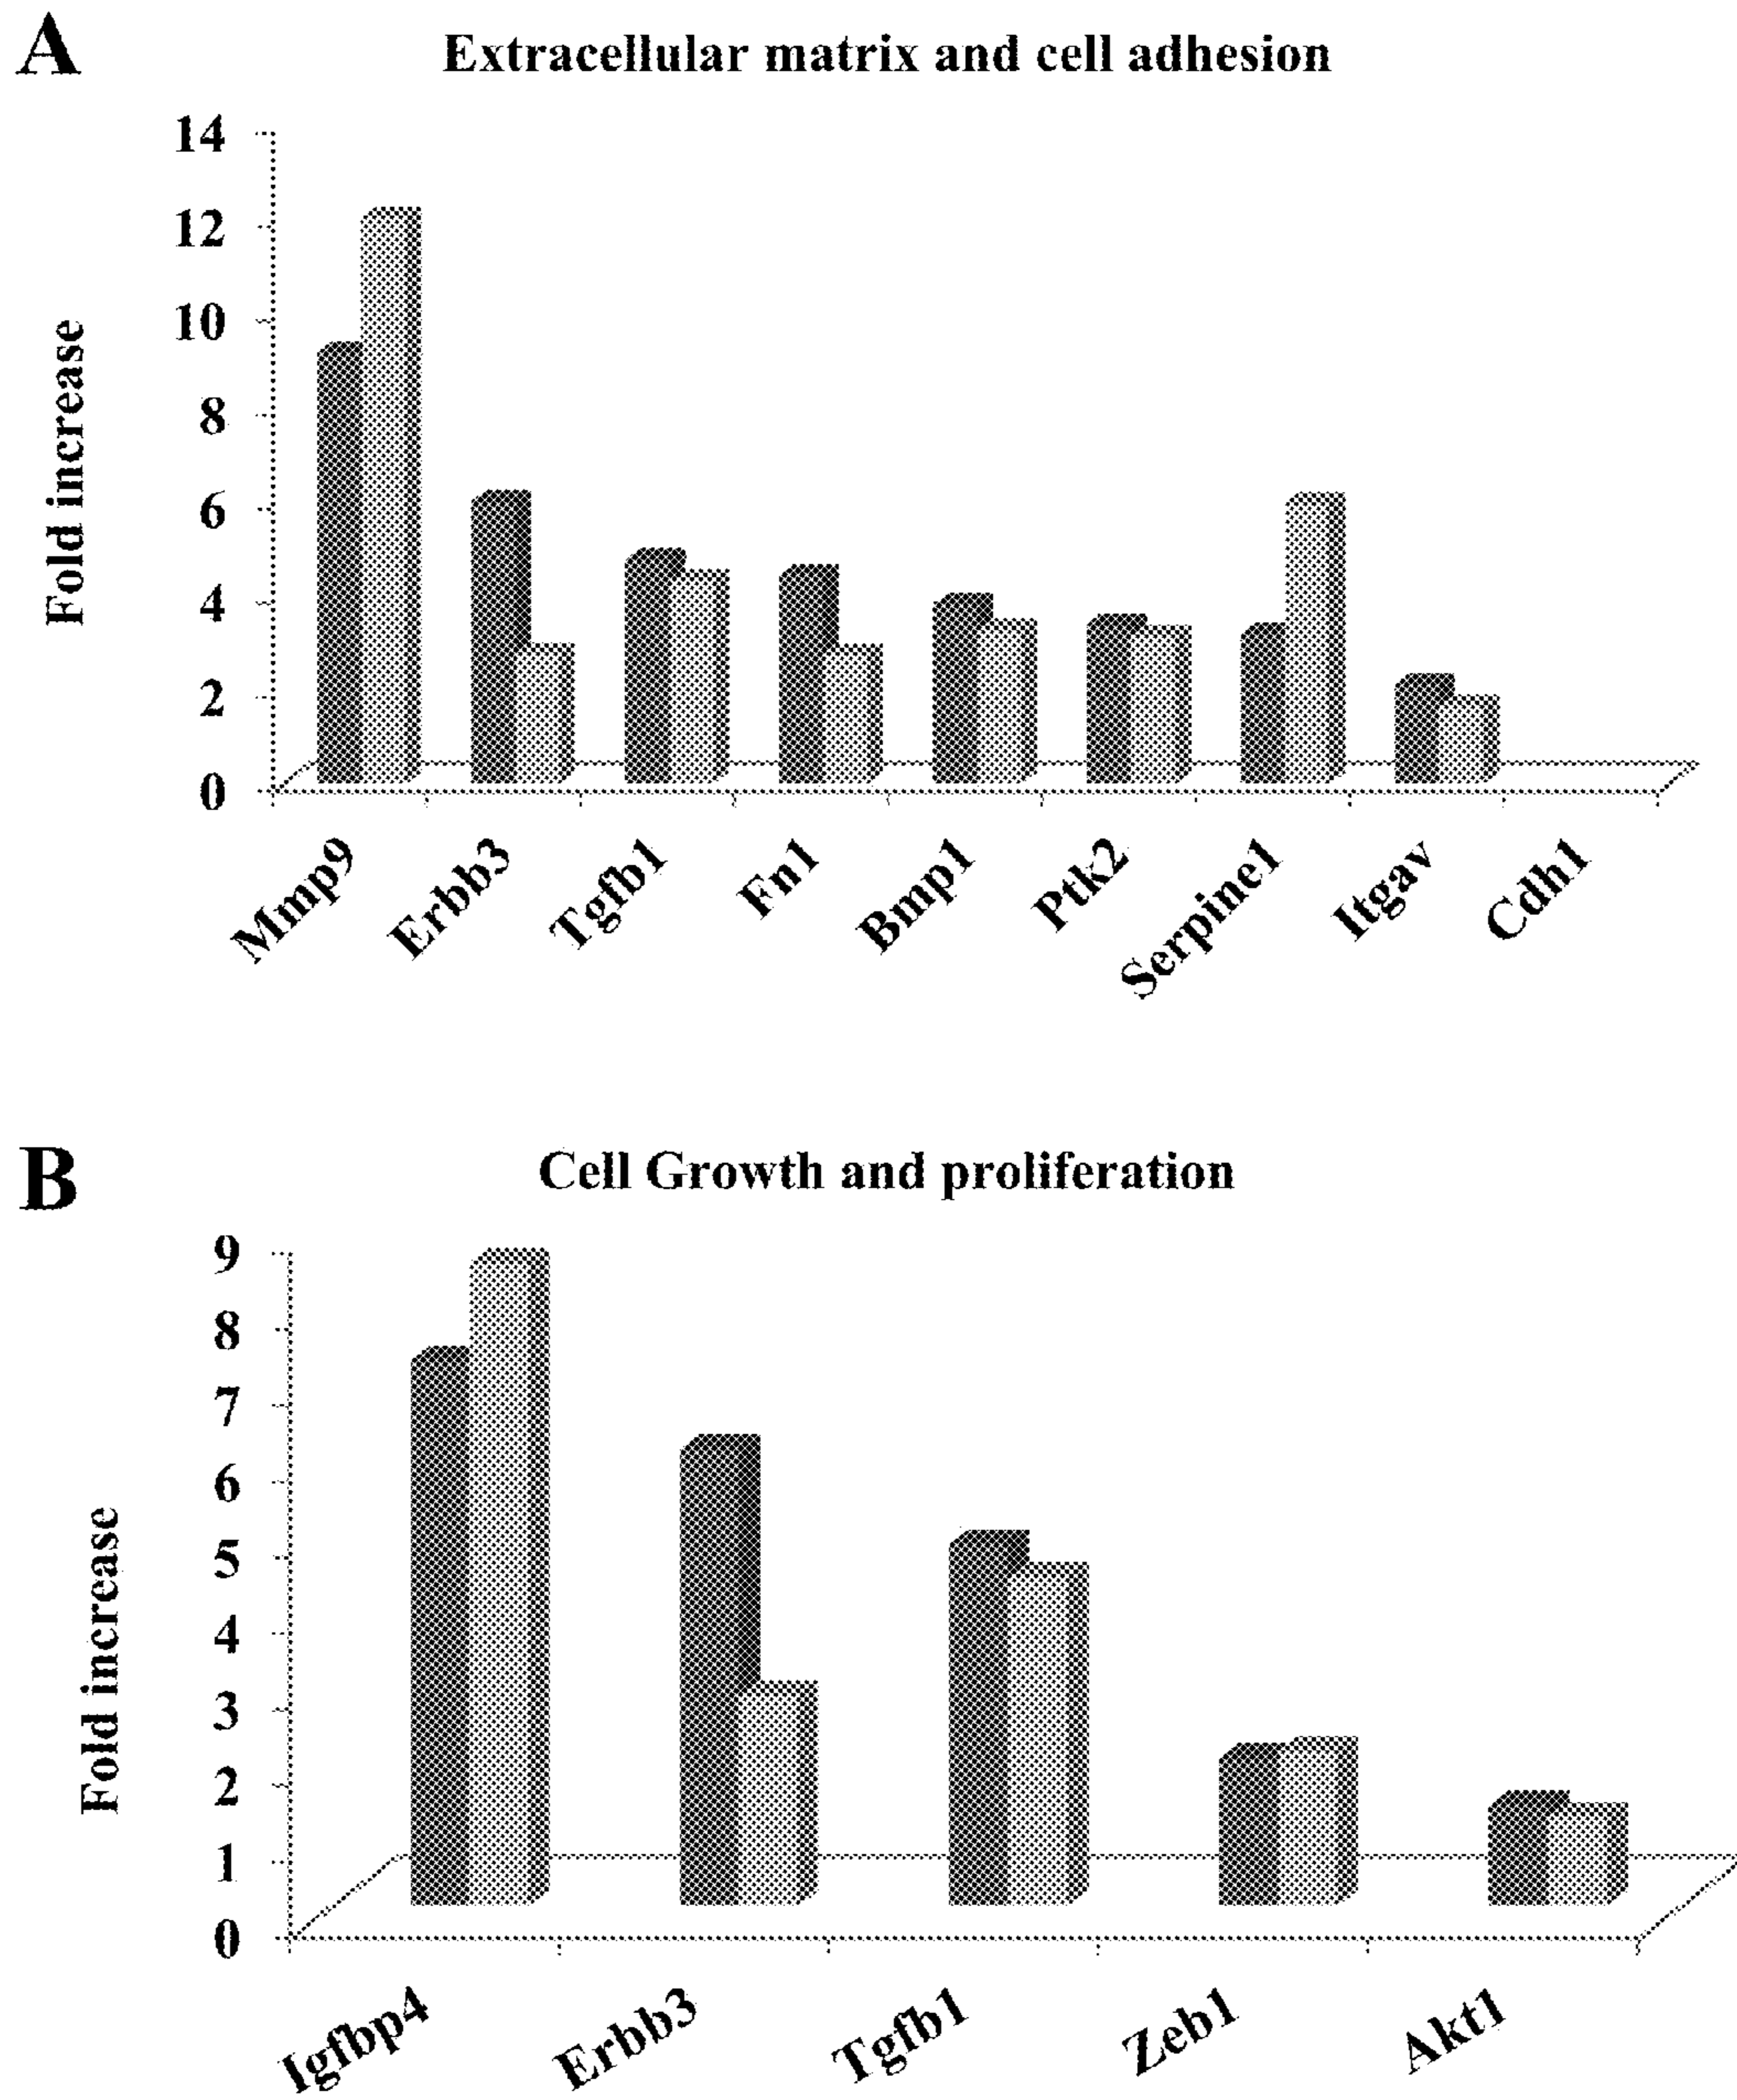 A
Extracellular matrix and cell adhesion
14
12
10
8
6
4
2
0
Fold increase
Mmp9
Erbb3
Tgfb1
Fn1
Bmp1
Ptk2
Serpine1
Itgav
Cdh1
B
Cell Growth and proliferation
9
8
7
6
5
4
3
2
1
0
Fold increase
Igfbp4
Erbb3
Tgfb1
Zeb1
Akt1